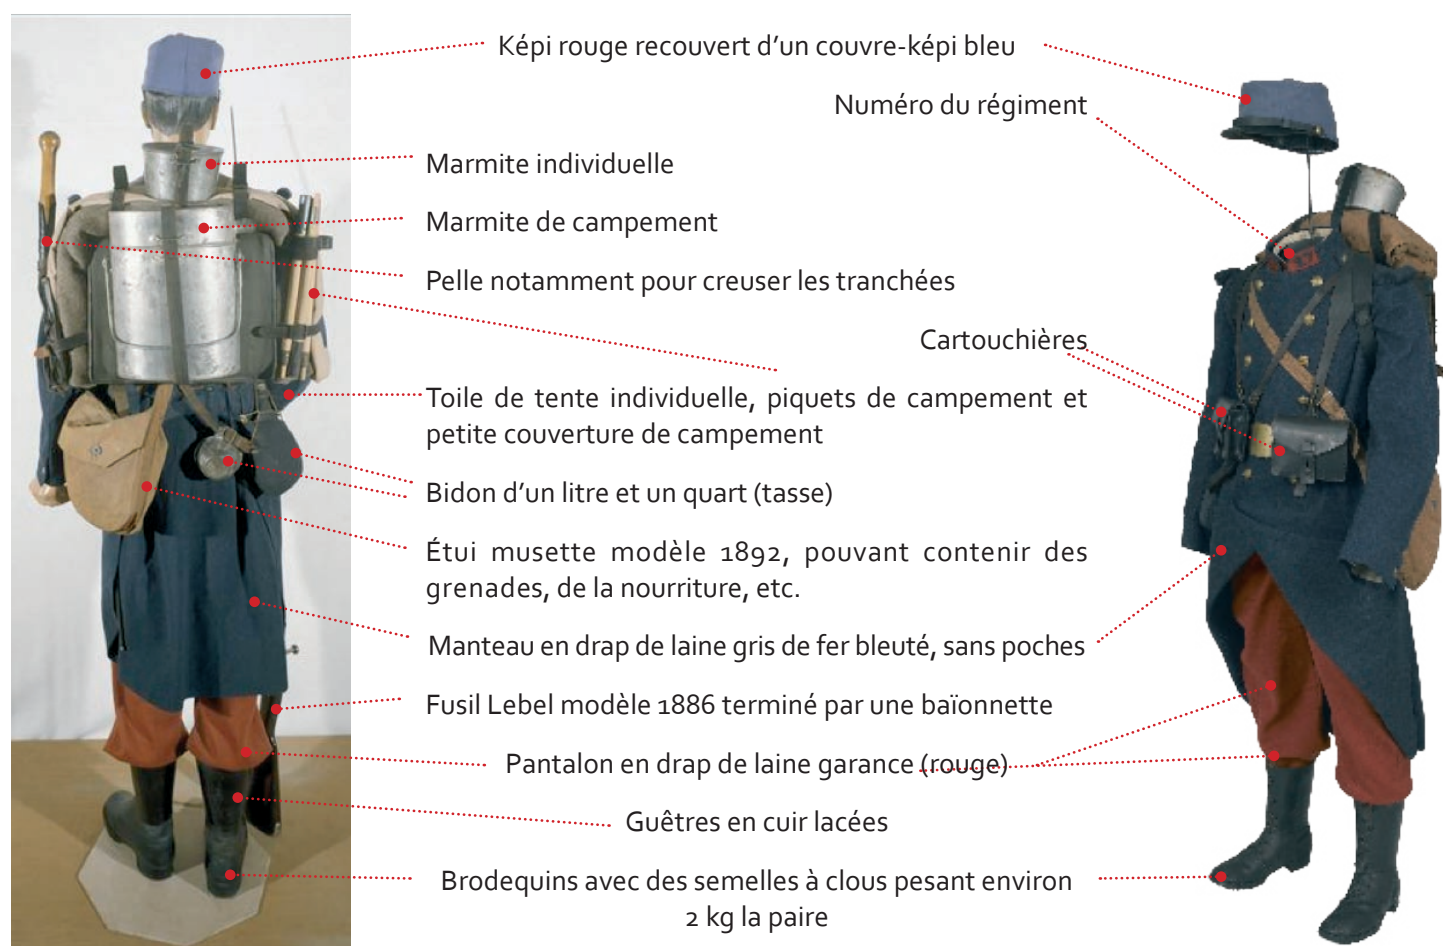 Képi rouge recouvert d’un couvre-képi bleu
Numéro du régiment
Marmite individuelle
Marmite de campement
Pelle notamment pour creuser les tranchées
Cartouchières
Toile de tente individuelle, piquets de campement et
petite couverture de campement
Bidon d’un litre et un quart (tasse)
Étui musette modèle 1892, pouvant contenir des
grenades, de la nourriture, etc.
Manteau en drap de laine gris de fer bleuté, sans poches
Fusil Lebel modèle 1886 terminé par une baïonnette
Pantalon en drap de laine garance (rouge)
Guêtres en cuir lacées
Brodequins avec des semelles à clous pesant environ
2 kg la paire